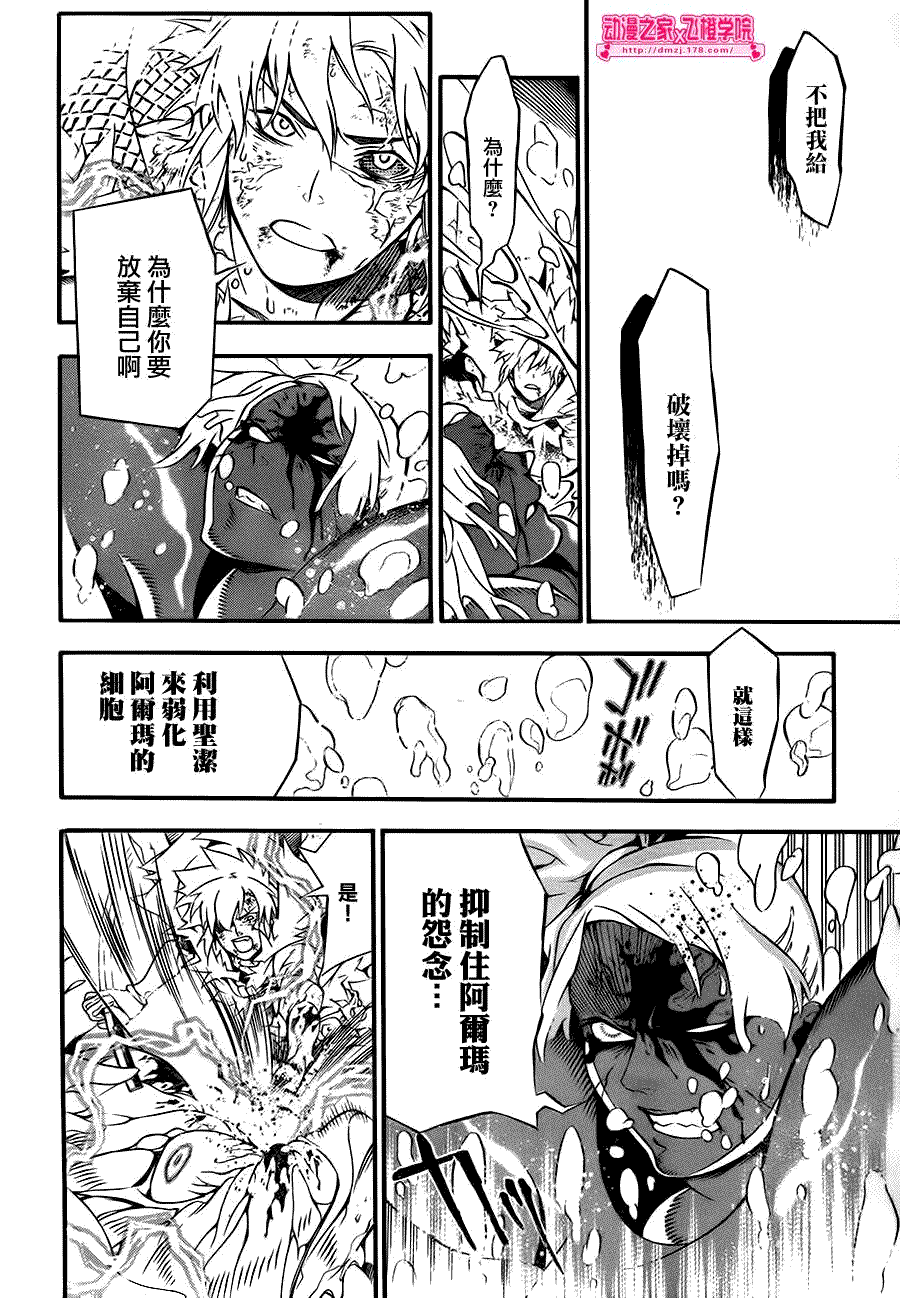 动漫之家x飞橙学院
http://dmzj.178.com/
不把我給
破壞掉嗎?
為什麼?
為什麼你要
放棄自己啊
就這樣
利用聖潔
來弱化
阿爾瑪的
細胞
抑制住阿爾瑪
的怨念…
是!